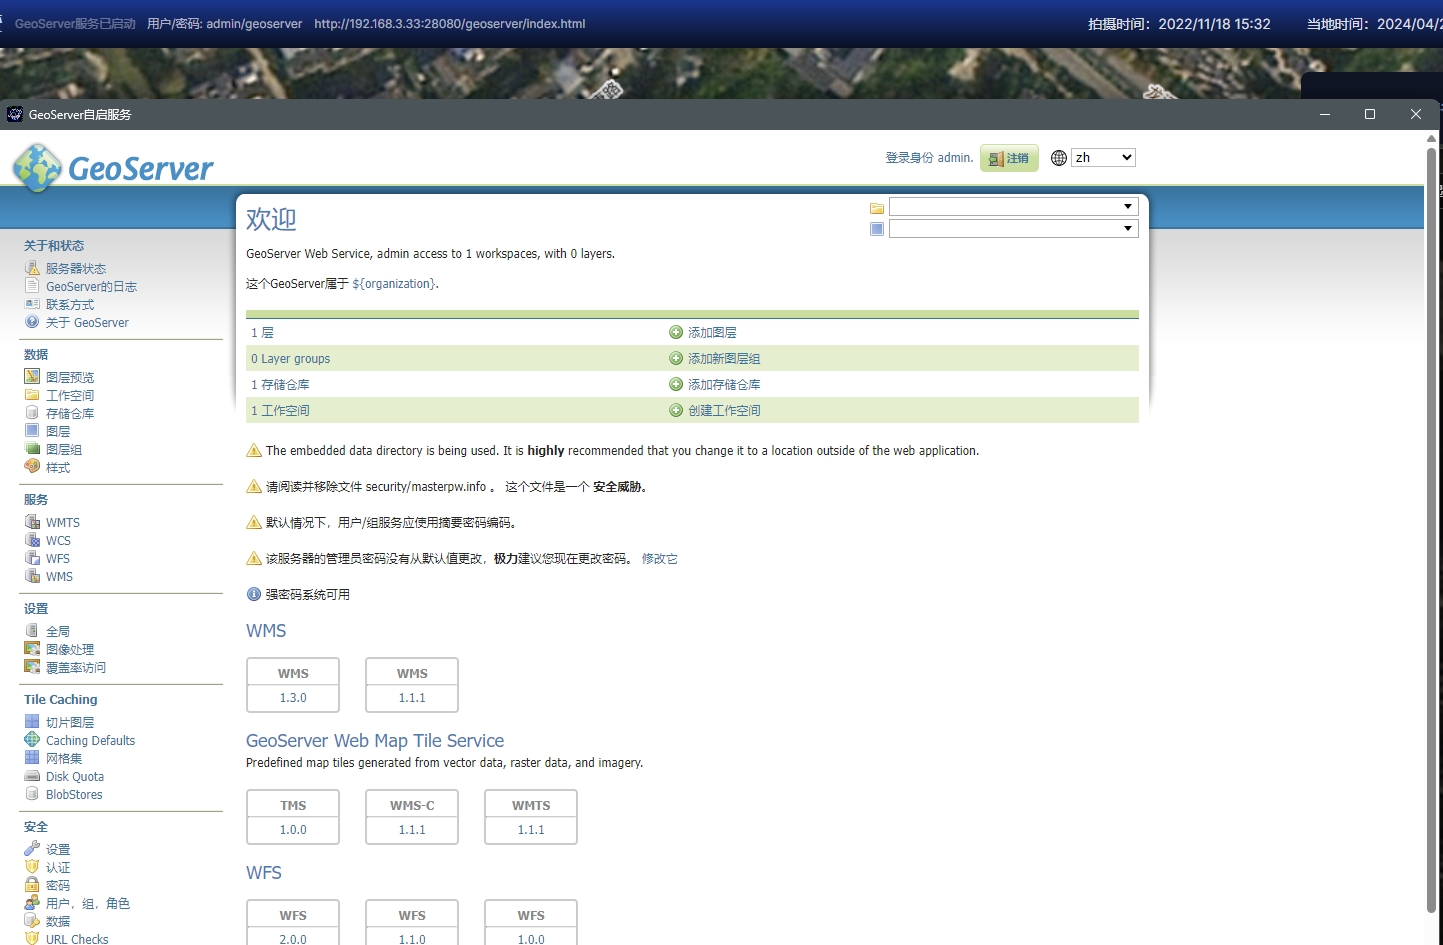 GeoServer服务已启动 用户/密码: admin/geoserver http://192.168.3.33:28080/geoserver/index.html 拍摄时间：2022/11/18 15:32 当地时间：2024/04/2
GeoServer自启服务
GeoServer 登录身份 admin. 注销 zh
欢迎
GeoServer Web Service, admin access to 1 workspaces, with 0 layers.
这个GeoServer属于 ${organization}.
1 层 添加图层
0 Layer groups 添加新图层组
1 存储仓库 添加存储仓库
1 工作空间 创建工作空间
The embedded data directory is being used. It is highly recommended that you change it to a location outside of the web application.
请阅读并移除文件 security/masterpw.info 。 这个文件是一个 安全威胁。
默认情况下，用户/组服务应使用摘要密码编码。
该服务器的管理员密码没有从默认值更改，极力建议您现在更改密码。 修改它
强密码系统可用
WMS
WMS WMS
1.3.0 1.1.1
GeoServer Web Map Tile Service
Predefined map tiles generated from vector data, raster data, and imagery.
TMS WMS-C WMTS
1.0.0 1.1.1 1.1.1
WFS
WFS WFS WFS
2.0.0 1.1.0 1.0.0
关于和状态
服务器状态
GeoServer的日志
联系方式
关于 GeoServer
数据
图层预览
工作空间
存储仓库
图层
图层组
样式
服务
WMTS
WCS
WFS
WMS
设置
全局
图像处理
覆盖率访问
Tile Caching
切片图层
Caching Defaults
网格集
Disk Quota
BlobStores
安全
设置
认证
密码
用户，组，角色
数据
URL Checks